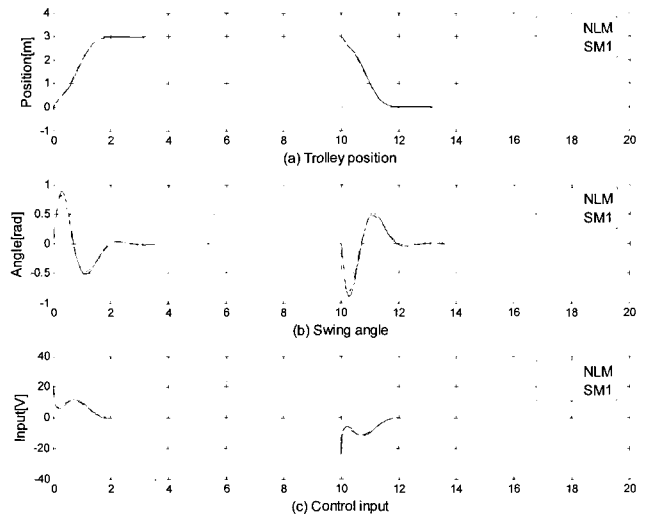 4
3
2
1
0
-1
Position[m]
NLM
SM1
0 2 4 6 8 10 12 14 16 18 20
(a) Trolley position
1
0.5
0
-0.5
-1
Angle[rad]
NLM
SM1
0 2 4 6 8 10 12 14 16 18 20
(b) Swing angle
40
20
0
-20
-40
Input[V]
NLM
SM1
0 2 4 6 8 10 12 14 16 18 20
(c) Control input